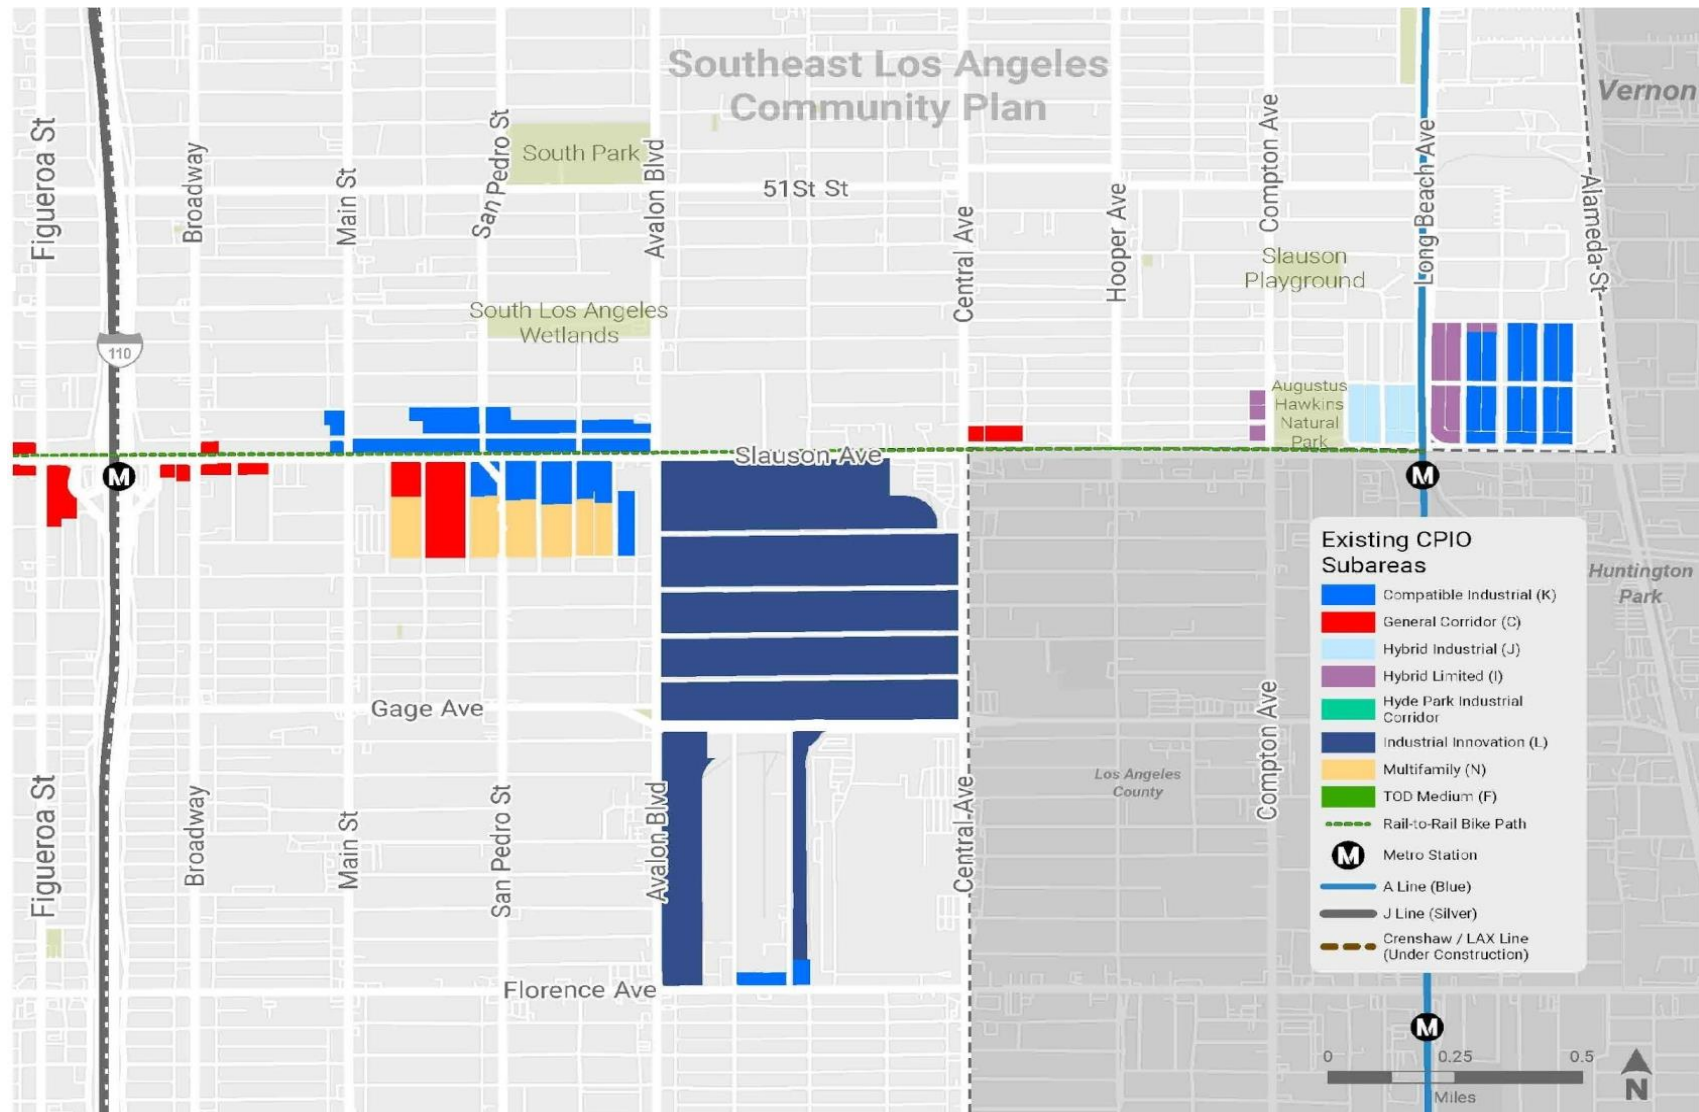 Southeast Los Angeles
Community Plan
Vernon
Figueroa St
Broadway
Main St
San Pedro St
South Park
Avalon Blvd
51St St
Central Ave
Hooper Ave
Compton Ave
Long Beach Ave
Alameda St
Slauson
Playground
South Los Angeles
Wetlands
110
Augustus
Hawkins
Natural
Park
Slauson Ave
M
M
Gage Ave
Huntington
Park
Los Angeles
County
Figueroa St
Broadway
Main St
San Pedro St
Avalon Blvd
Central Ave
Compton Ave
Florence Ave
Existing CPIO
Subareas
Compatible Industrial (K)
General Corridor (C)
Hybrid Industrial (J)
Hybrid Limited (I)
Hyde Park Industrial
Corridor
Industrial Innovation (L)
Multifamily (N)
TOD Medium (F)
Rail-to-Rail Bike Path
M Metro Station
A Line (Blue)
J Line (Silver)
Crenshaw / LAX Line
(Under Construction)
M
0 0.25 0.5
Miles
N